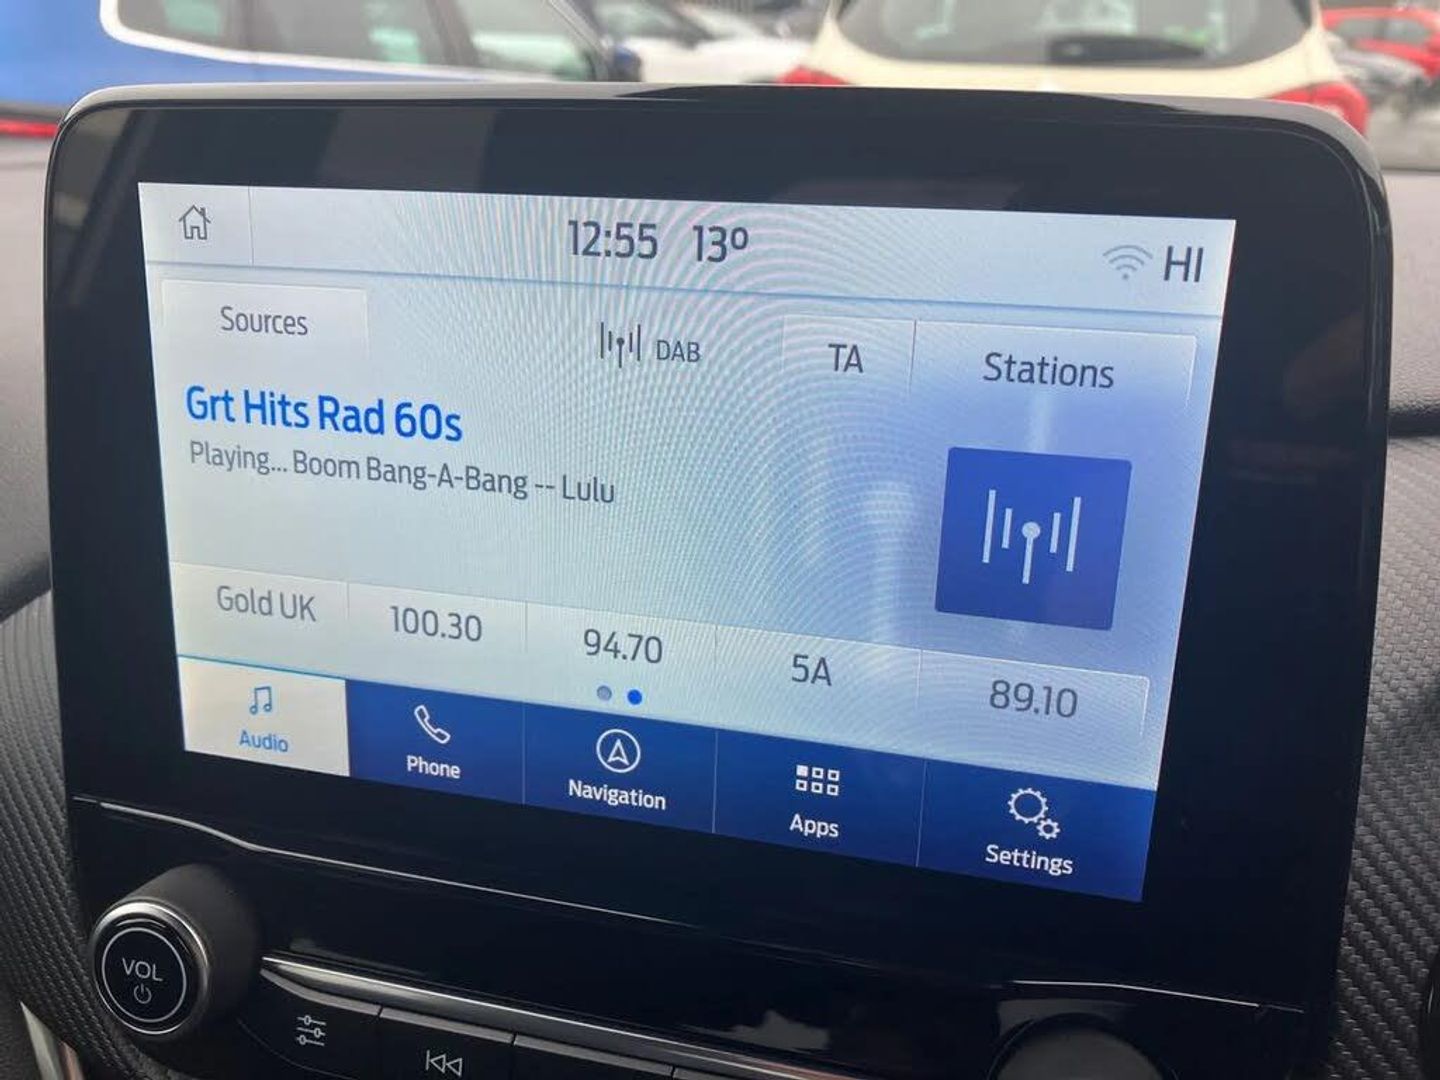 12:55 13º
HI
Sources
DAB
TA
Stations
Grt Hits Rad 60s
Playing... Boom Bang-A-Bang -- Lulu
Gold UK
100.30
94.70
5A
89.10
Audio
Phone
Navigation
Apps
Settings
VOL